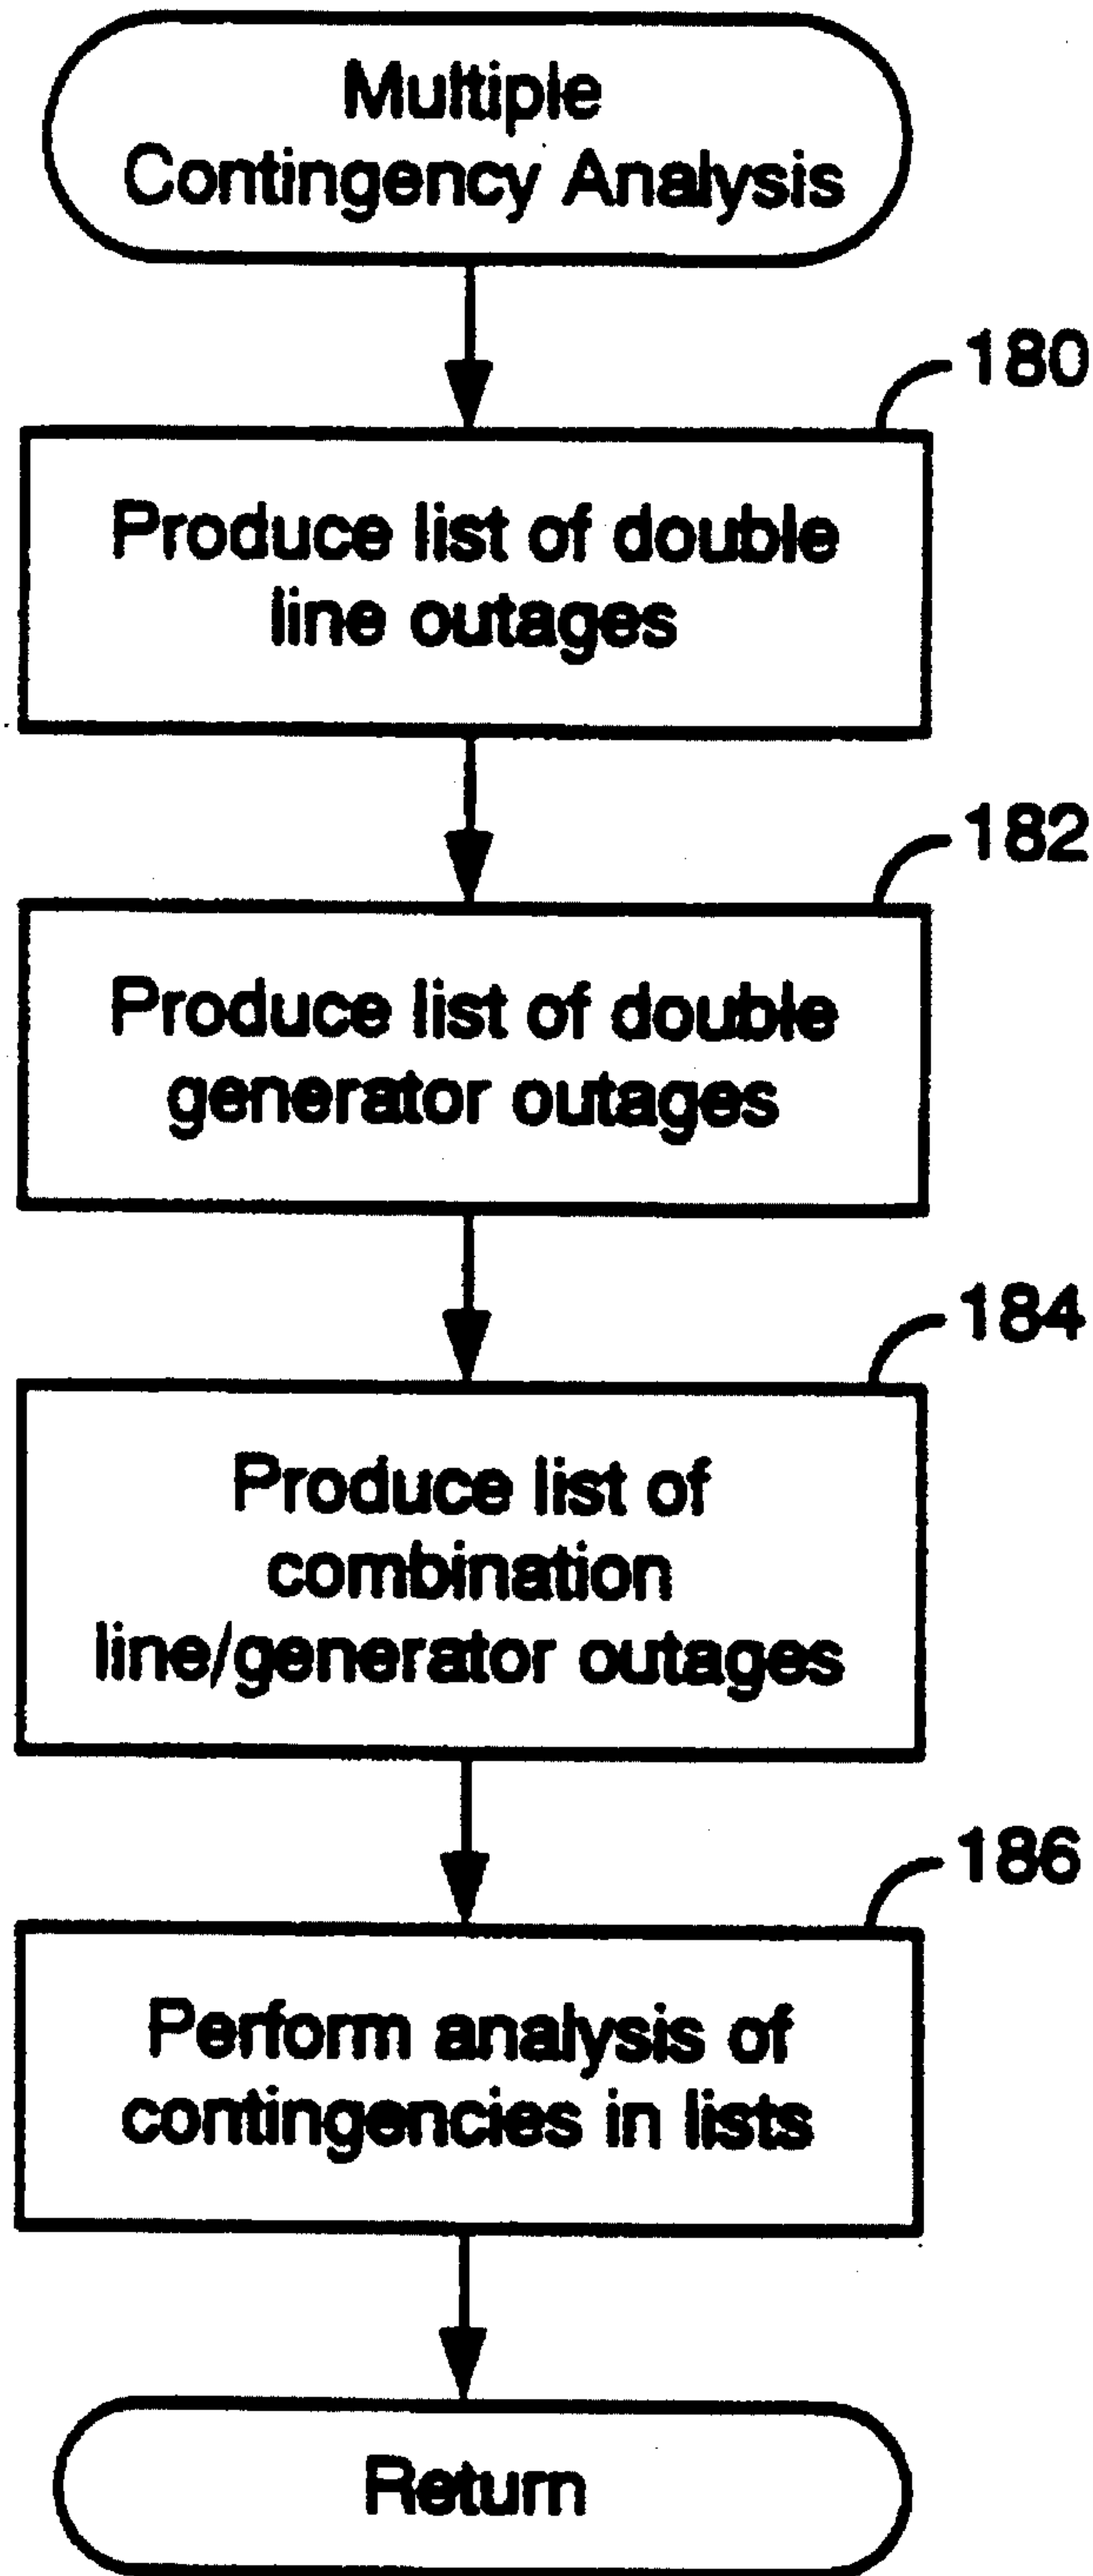 Multiple
Contingency Analysis
180
Produce list of double
line outages
182
Produce list of double
generator outages
184
Produce list of
combination
line/generator outages
186
Perform analysis of
contingencies in lists
Return